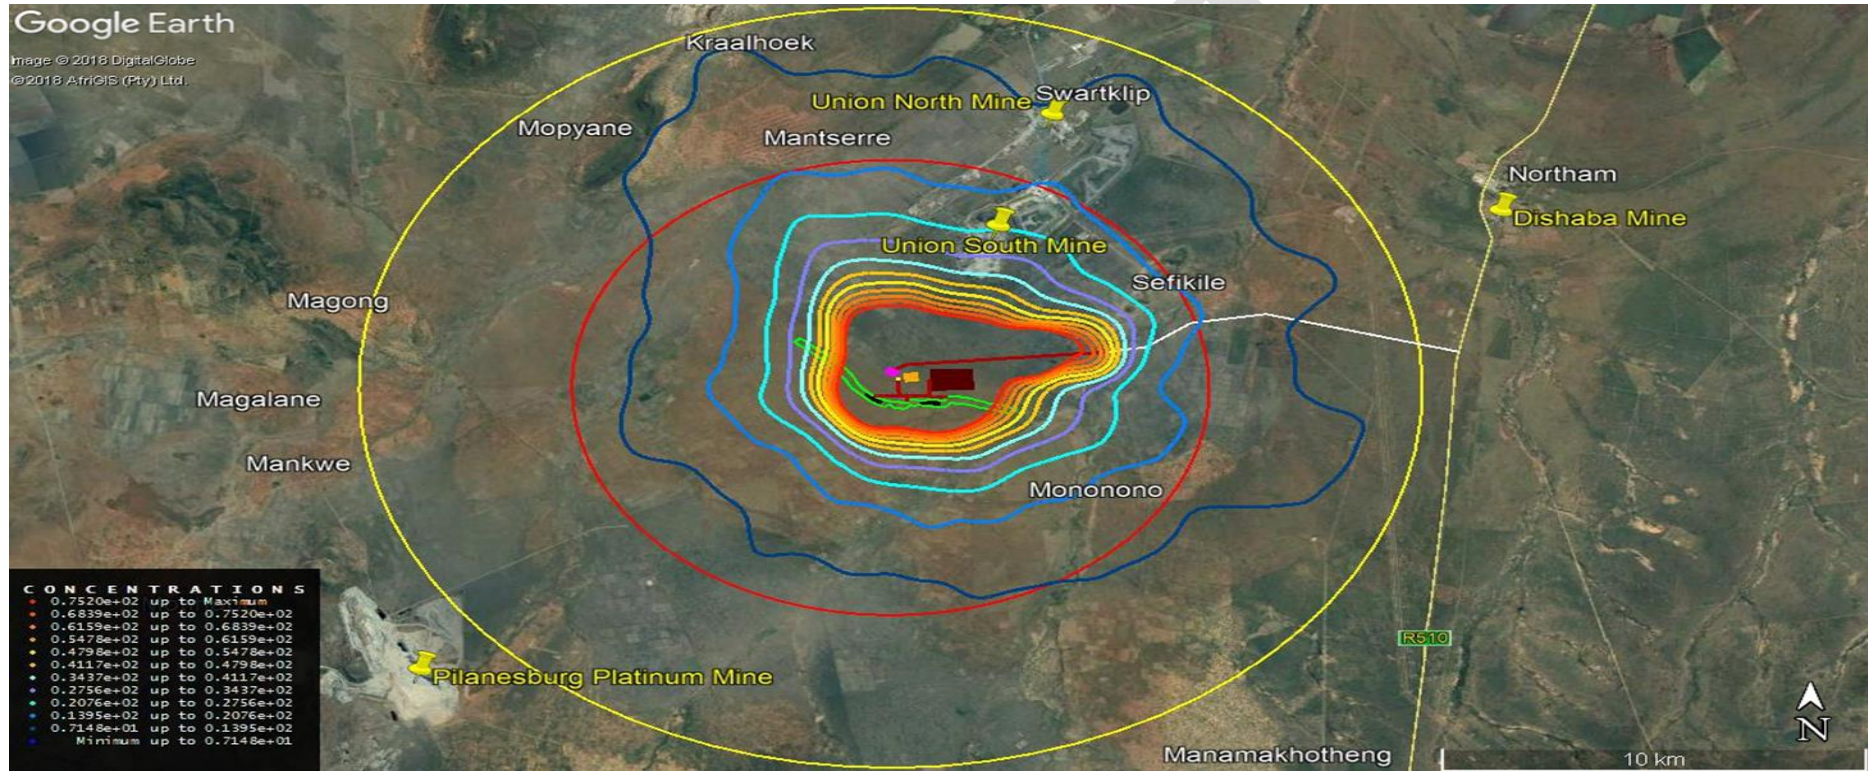 Google Earth
Image © 2018 DigitalGlobe
©2018 AfriGIS (Pty) Ltd.
Kraalhoek
Swartklip
Union North Mine
Mopyane
Mantserre
Northam
Dishaba Mine
Union South Mine
Sefikile
Magong
Magalane
Mankwe
Mononono
CONCENTRATIONS
0.7520e+02 up to Maximum
0.6839e+02 up to 0.7520e+02
0.6159e+02 up to 0.6839e+02
0.5478e+02 up to 0.6159e+02
0.4798e+02 up to 0.5478e+02
0.4117e+02 up to 0.4798e+02
0.3437e+02 up to 0.4117e+02
0.2756e+02 up to 0.3437e+02
0.2076e+02 up to 0.2756e+02
0.1395e+02 up to 0.2076e+02
0.7148e+01 up to 0.1395e+02
Minimum up to 0.7148e+01
R510
Pilanesburg Platinum Mine
Manamakhotheng
N
10 km